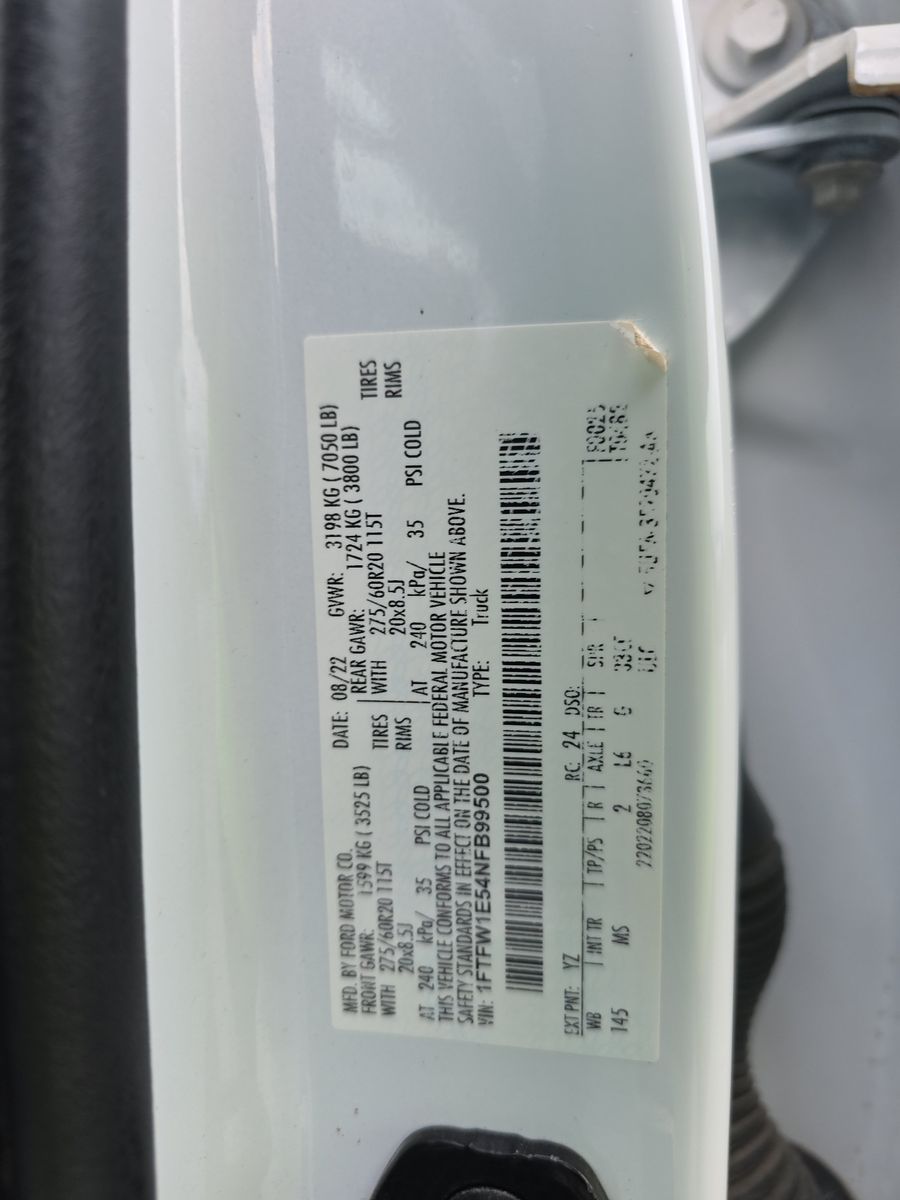 MFD. BY FORD MOTOR CO. DATE: 08/22 GVWR: 3198 KG ( 7050 LB)
FRONT GAWR: 1599 KG ( 3525 LB) REAR GAWR: 1724 KG ( 3800 LB)
WITH 275/60R20 115T TIRES WITH 275/60R20 115T TIRES
20x8.5J RIMS 20x8.5J RIMS
AT 240 kPa/ 35 PSI COLD AT 240 kPa/ 35 PSI COLD
THIS VEHICLE CONFORMS TO ALL APPLICABLE FEDERAL MOTOR VEHICLE
SAFETY STANDARDS IN EFFECT ON THE DATE OF MANUFACTURE SHOWN ABOVE.
VIN: 1FTFW1E54NFB99500 TYPE: Truck
EXT PNT: YZ RC: 24 DSO:
WB INT TR TP/PS R AXLE TR SPR
145 MS 2 L6 G